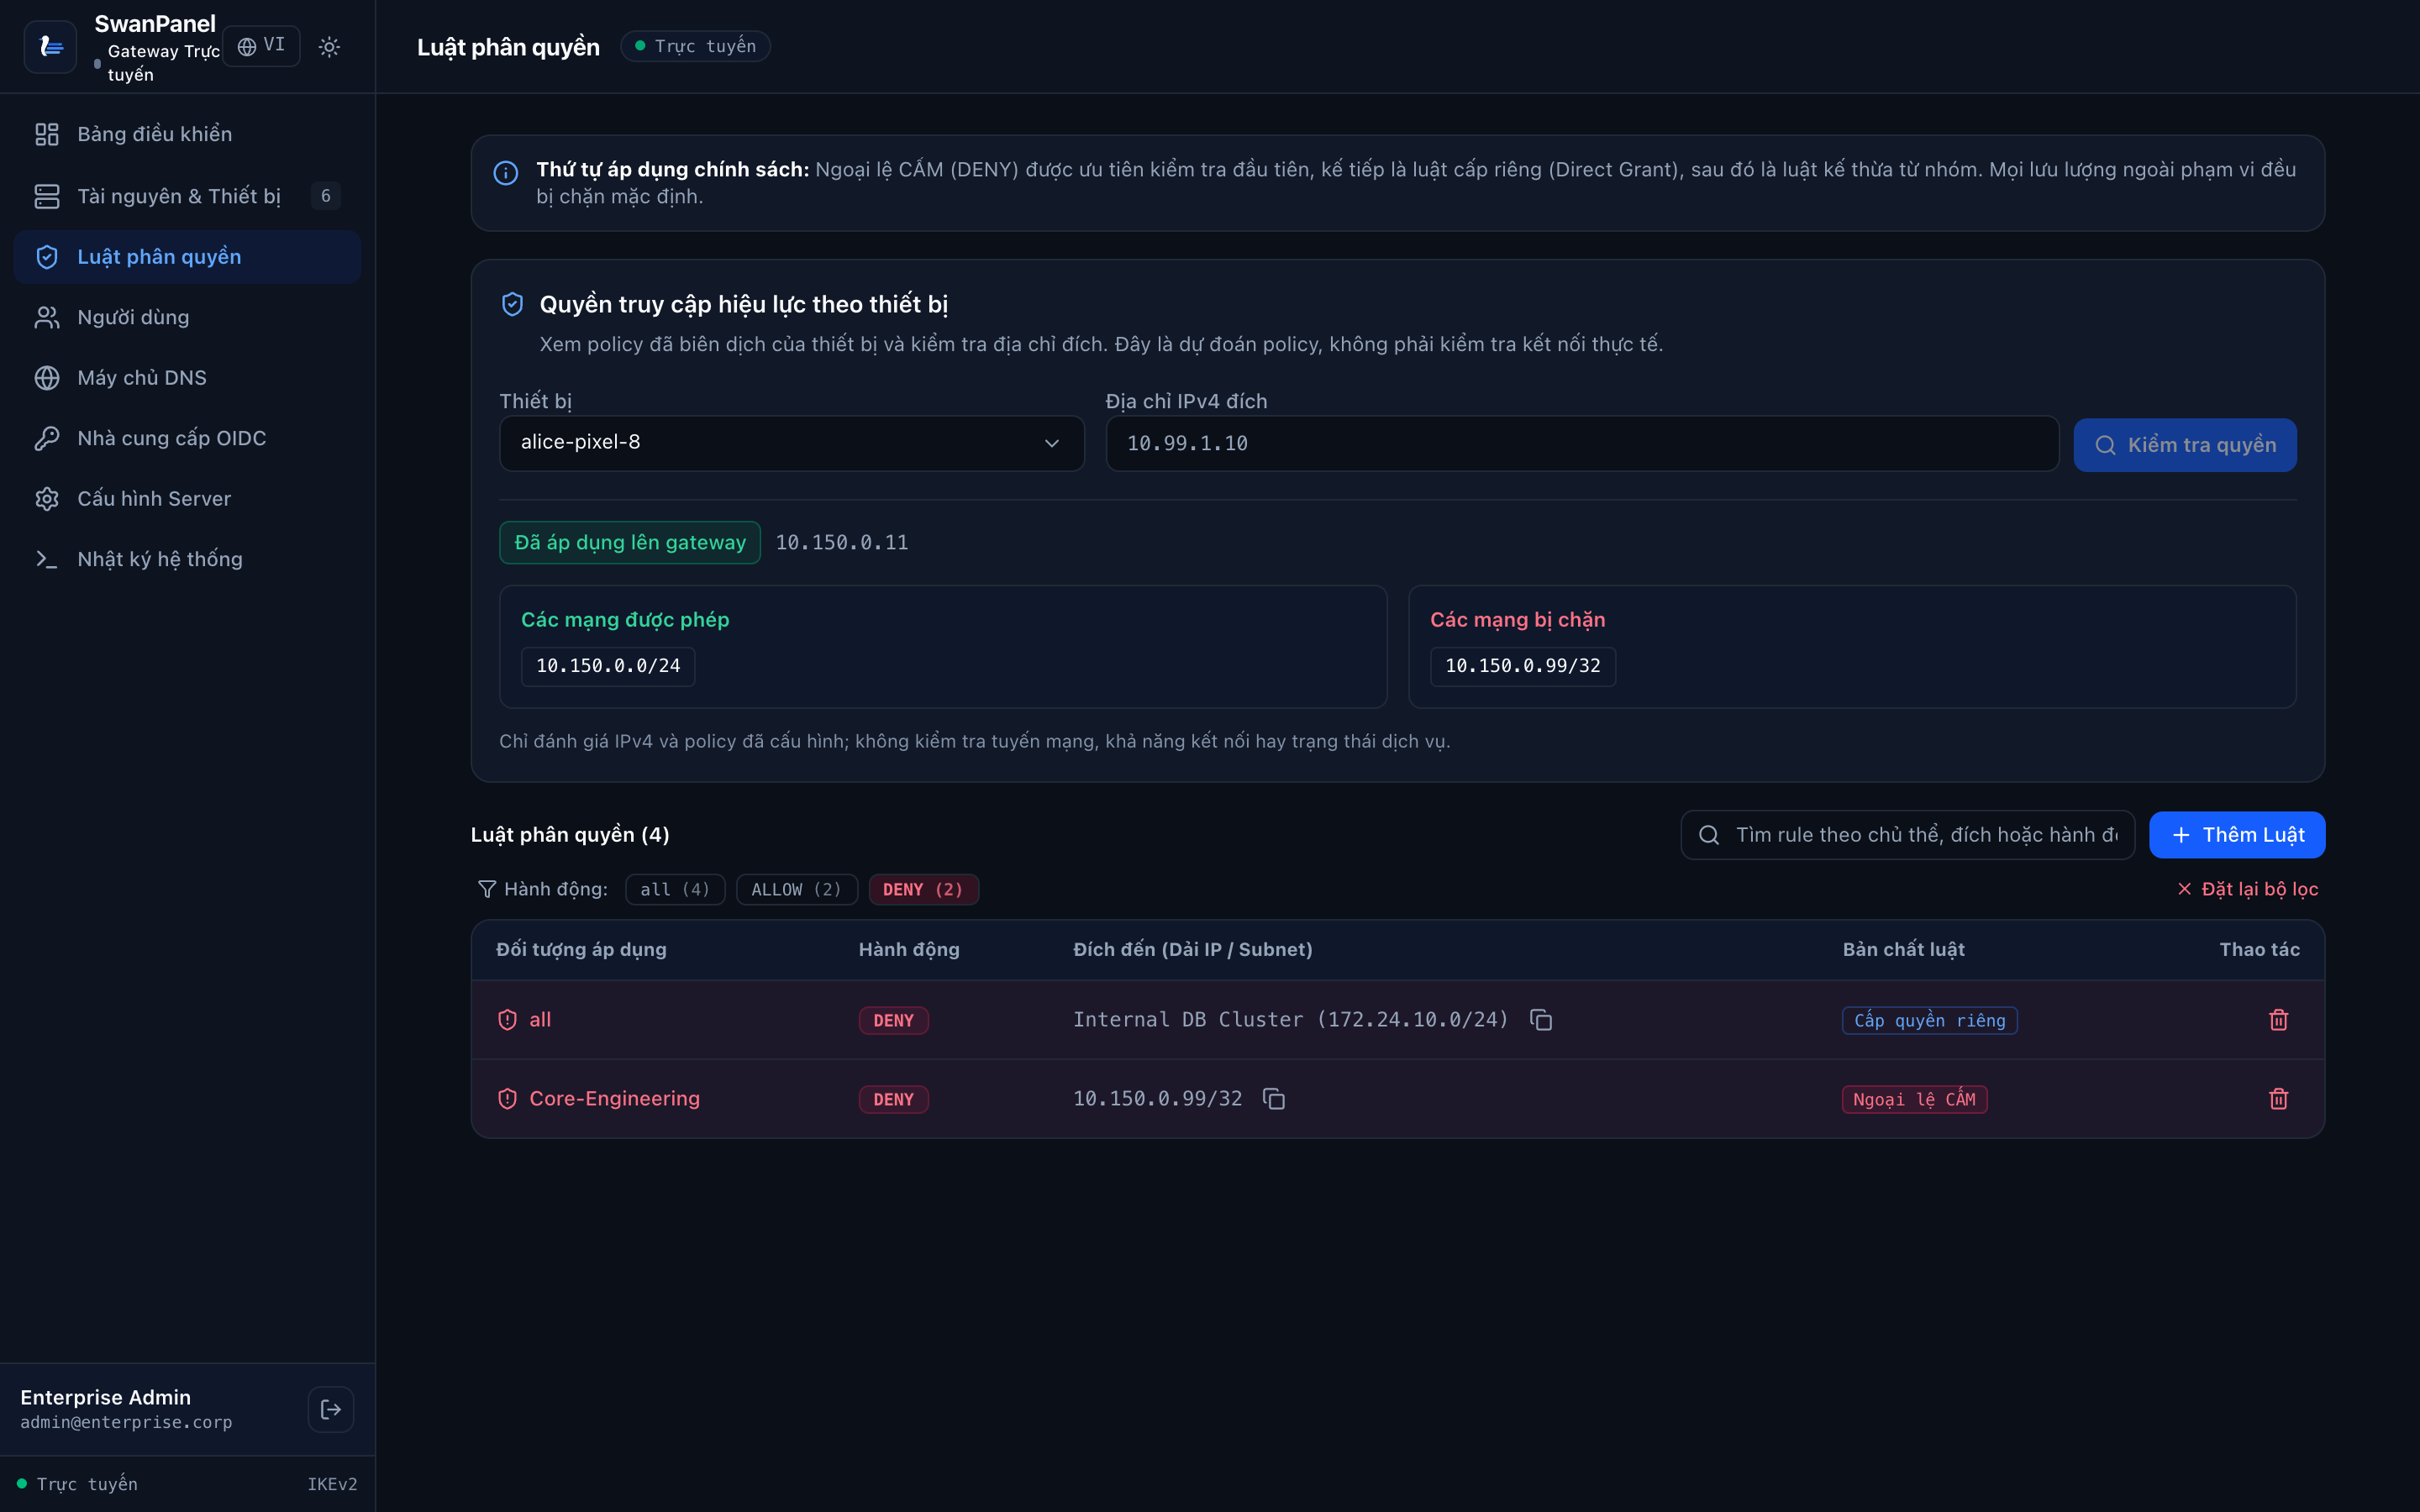 SwanPanel
Gateway Trực
tuyến
VI
Luật phân quyền
Trực tuyến
Bảng điều khiển
Tài nguyên & Thiết bị
6
Luật phân quyền
Người dùng
Máy chủ DNS
Nhà cung cấp OIDC
Cấu hình Server
Nhật ký hệ thống
Thứ tự áp dụng chính sách: Ngoại lệ CẤM (DENY) được ưu tiên kiểm tra đầu tiên, kế tiếp là luật cấp riêng (Direct Grant), sau đó là luật kế thừa từ nhóm. Mọi lưu lượng ngoài phạm vi đều
bị chặn mặc định.
Quyền truy cập hiệu lực theo thiết bị
Xem policy đã biên dịch của thiết bị và kiểm tra địa chỉ đích. Đây là dự đoán policy, không phải kiểm tra kết nối thực tế.
Thiết bị
Địa chỉ IPv4 đích
alice-pixel-8
10.99.1.10
Kiểm tra quyền
Đã áp dụng lên gateway
10.150.0.11
Các mạng được phép
10.150.0.0/24
Các mạng bị chặn
10.150.0.99/32
Chỉ đánh giá IPv4 và policy đã cấu hình; không kiểm tra tuyến mạng, khả năng kết nối hay trạng thái dịch vụ.
Luật phân quyền (4)
Tìm rule theo chủ thể, đích hoặc hành
Thêm Luật
Hành động:
all (4)
ALLOW (2)
DENY (2)
Đặt lại bộ lọc
Đối tượng áp dụng
Hành động
Đích đến (Dải IP / Subnet)
Bản chất luật
Thao tác
all
DENY
Internal DB Cluster (172.24.10.0/24)
Cấp quyền riêng
Core-Engineering
DENY
10.150.0.99/32
Ngoại lệ CẤM
Enterprise Admin
admin@enterprise.corp
Trực tuyến
IKEv2